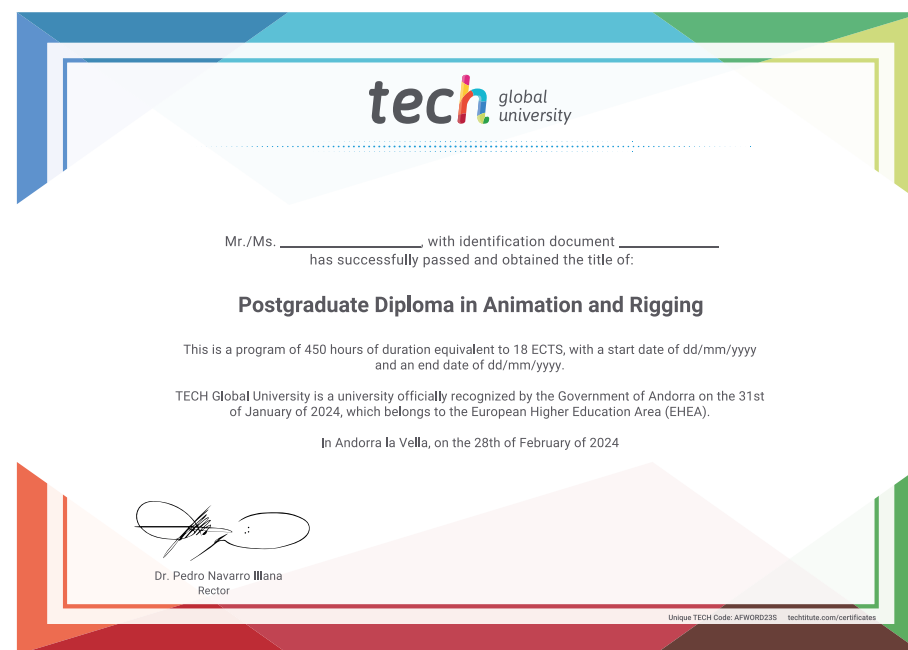 tech global
university
Mr./Ms. ____________________, with identification document ______________
has successfully passed and obtained the title of:
Postgraduate Diploma in Animation and Rigging
This is a program of 450 hours of duration equivalent to 18 ECTS, with a start date of dd/mm/yyyy
and an end date of dd/mm/yyyy.
TECH Global University is a university officially recognized by the Government of Andorra on the 31st
of January of 2024, which belongs to the European Higher Education Area (EHEA).
In Andorra la Vella, on the 28th of February of 2024
Dr. Pedro Navarro Illana
Rector
Unique TECH Code: AFWORD23S techtitute.com/certificates